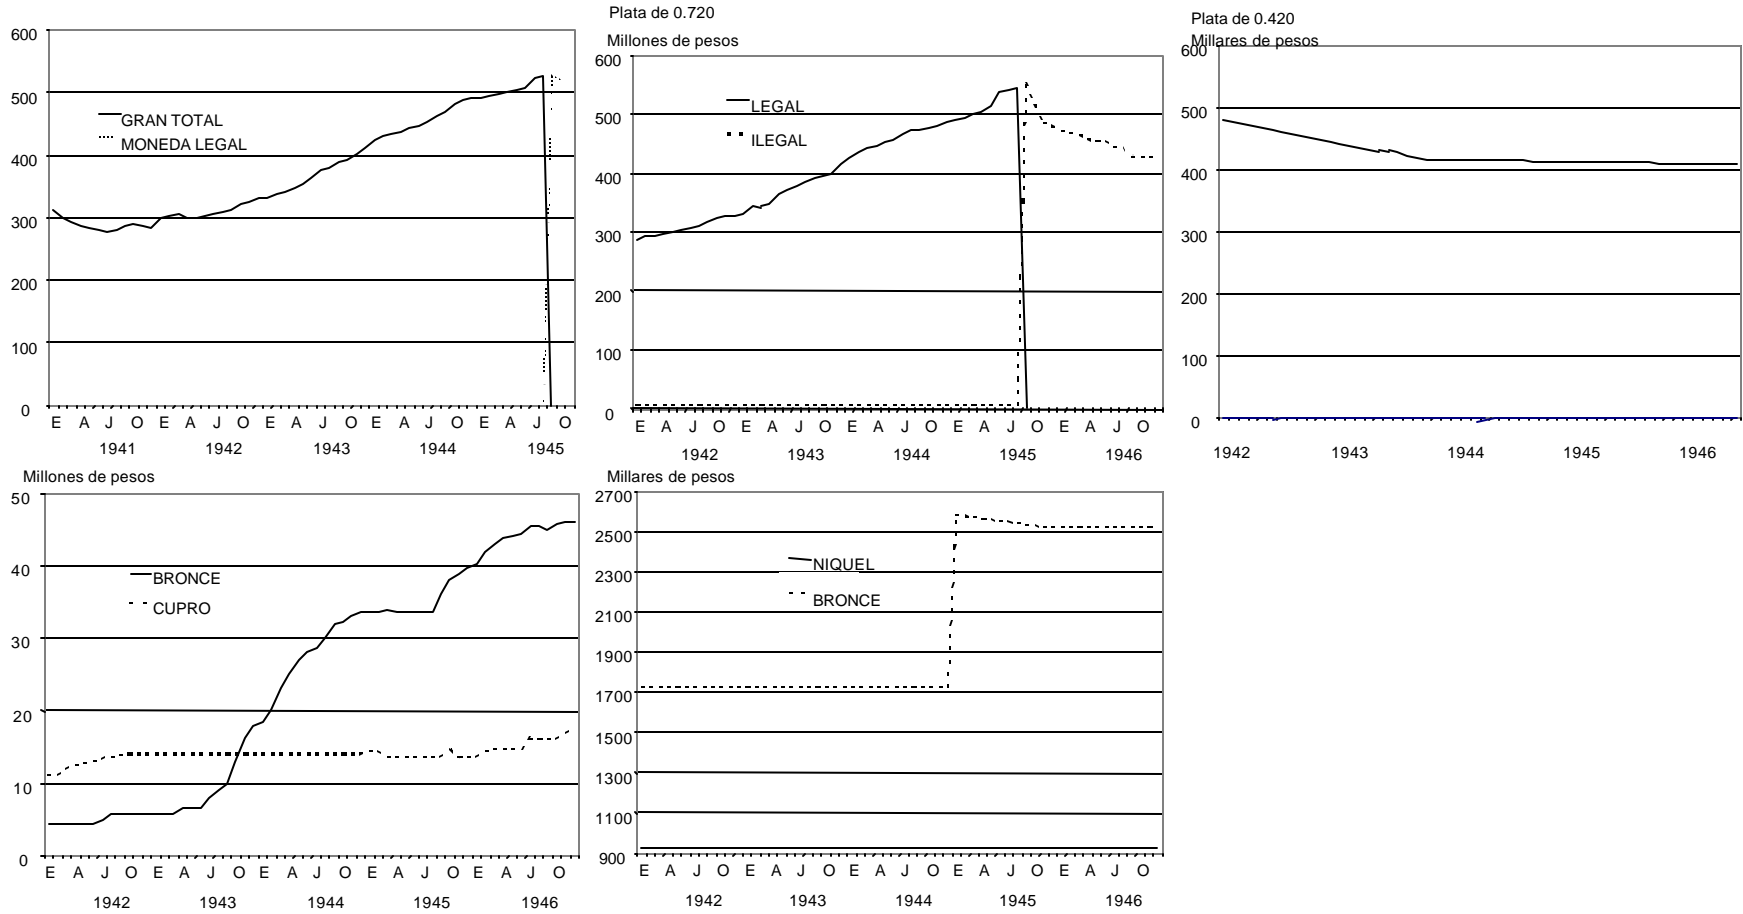 600
500
400
300
200
100
0
GRAN TOTAL
MONEDA LEGAL
E A J O E A J O E A J O E A J O E A J O
1941 1942 1943 1944 1945
Plata de 0.720
Millones de pesos
600
500
400
300
200
100
0
LEGAL
ILEGAL
E A J O E A J O E A J O E A J O E A J O
1942 1943 1944 1945 1946
Plata de 0.420
Millares de pesos
600
500
400
300
200
100
0
1942 1943 1944 1945 1946
Millones de pesos
50
40
30
20
10
0
BRONCE
CUPRO
E A J O E A J O E A J O E A J O E A J O
1942 1943 1944 1945 1946
Millares de pesos
2700
2500
2300
2100
1900
1700
1500
1300
1100
900
NIQUEL
BRONCE
E A J O E A J O E A J O E A J O E A J O
1942 1943 1944 1945 1946